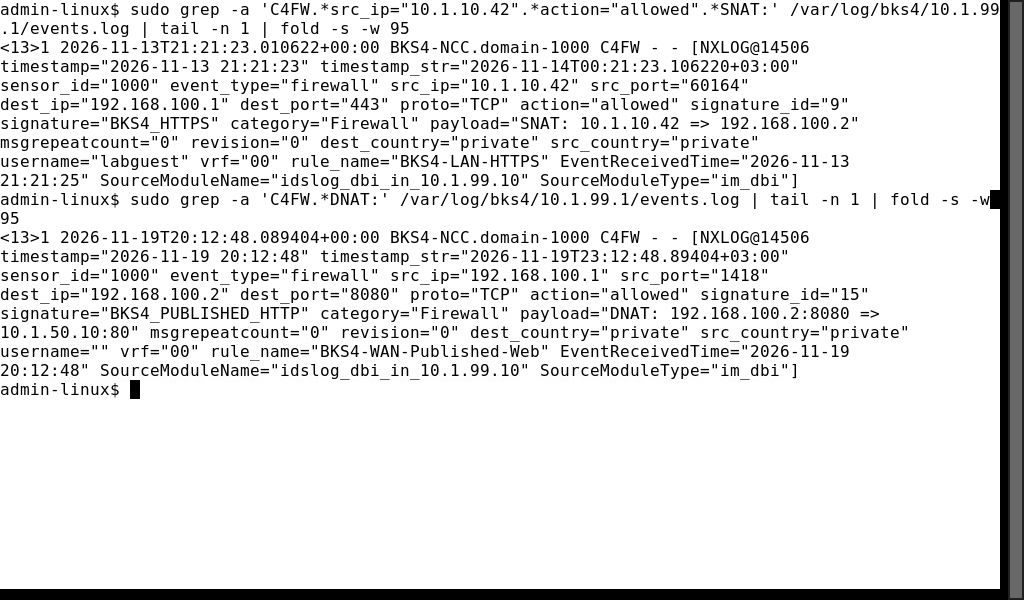 admin-linux$ sudo grep -a 'C4FW.*src_ip="10.1.10.42".*action="allowed".*SNAT:' /var/log/bks4/10.1.99
.1/events.log | tail -n 1 | fold -s -w 95
<13>1 2026-11-13T21:21:23.010622+00:00 BKS4-NCC.domain-1000 C4FW - - [NXLOG@14506
timestamp="2026-11-13 21:21:23" timestamp_str="2026-11-14T00:21:23.106220+03:00"
sensor_id="1000" event_type="firewall" src_ip="10.1.10.42" src_port="60164"
dest_ip="192.168.100.1" dest_port="443" proto="TCP" action="allowed" signature_id="9"
signature="BKS4_HTTPS" category="Firewall" payload="SNAT: 10.1.10.42 => 192.168.100.2"
msgrepeatcount="0" revision="0" dest_country="private" src_country="private"
username="labguest" vrf="00" rule_name="BKS4-LAN-HTTPS" EventReceivedTime="2026-11-13
21:21:25" SourceModuleName="idslog_dbi_in_10.1.99.10" SourceModuleType="im_dbi"]
admin-linux$ sudo grep -a 'C4FW.*DNAT:' /var/log/bks4/10.1.99.1/events.log | tail -n 1 | fold -s -w
95
<13>1 2026-11-19T20:12:48.089404+00:00 BKS4-NCC.domain-1000 C4FW - - [NXLOG@14506
timestamp="2026-11-19 20:12:48" timestamp_str="2026-11-19T23:12:48.89404+03:00"
sensor_id="1000" event_type="firewall" src_ip="192.168.100.1" src_port="1418"
dest_ip="192.168.100.2" dest_port="8080" proto="TCP" action="allowed" signature_id="15"
signature="BKS4_PUBLISHED_HTTP" category="Firewall" payload="DNAT: 192.168.100.2:8080 =>
10.1.50.10:80" msgrepeatcount="0" revision="0" dest_country="private" src_country="private"
username="" vrf="00" rule_name="BKS4-WAN-Published-Web" EventReceivedTime="2026-11-19
20:12:48" SourceModuleName="idslog_dbi_in_10.1.99.10" SourceModuleType="im_dbi"]
admin-linux$